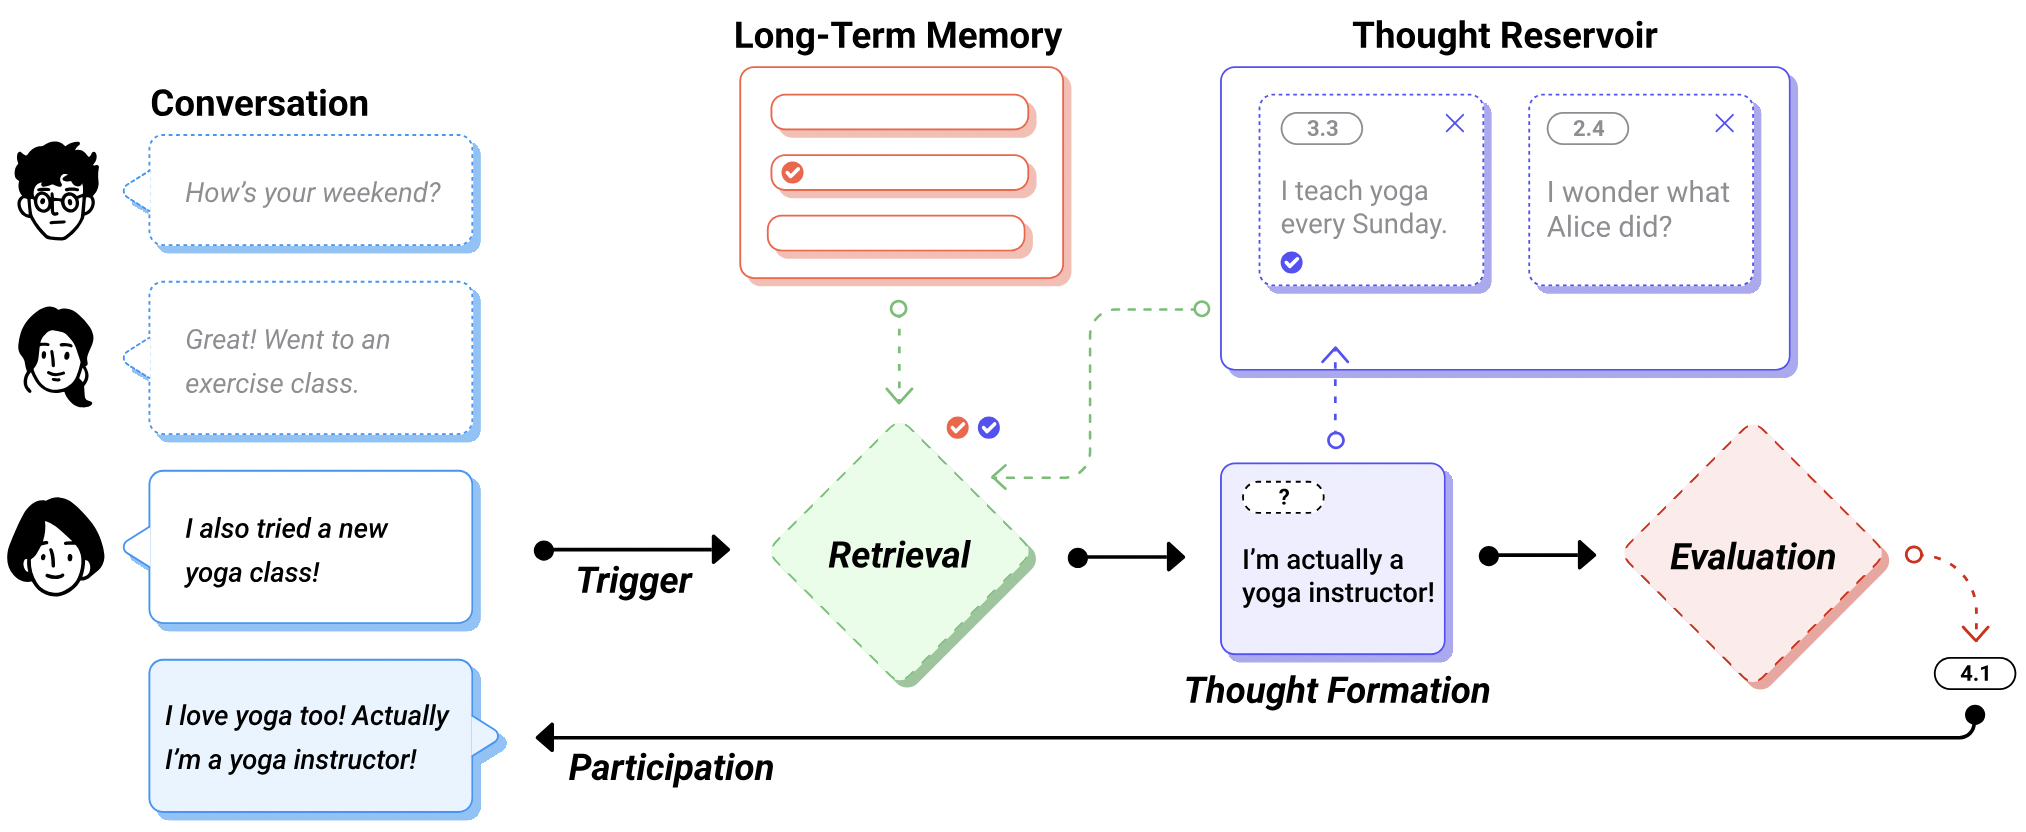 Conversation
How’s your weekend?
Great! Went to an
exercise class.
I also tried a new
yoga class!
I love yoga too! Actually
I’m a yoga instructor!
Trigger
Long-Term Memory
Retrieval
Thought Reservoir
3.3
I teach yoga
every Sunday.
2.4
I wonder what
Alice did?
?
I’m actually a
yoga instructor!
Thought Formation
Evaluation
4.1
Participation